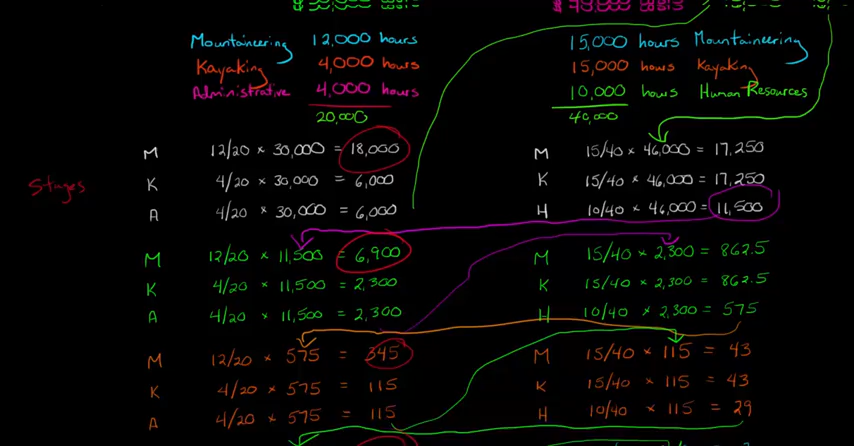 Mountaineering 12,000 hours 15,000 hours Mountaineering
Kayaking 4,000 hours 15,000 hours Kayaking
Administrative 4,000 hours 10,000 hours Human Resources
20,000 40,000
M 12/20 × 30,000 = 18,000 M 15/40 × 46,000 = 17,250
Stages K 4/20 × 30,000 = 6,000 K 15/40 × 46,000 = 17,250
A 4/20 × 30,000 = 6,000 H 10/40 × 46,000 = 11,500
M 12/20 × 11,500 = 6,900 M 15/40 × 2,300 = 862.5
K 4/20 × 11,500 = 2,300 K 15/40 × 2,300 = 862.5
A 4/20 × 11,500 = 2,300 H 10/40 × 2,300 = 575
M 12/20 × 575 = 345 M 15/40 × 115 = 43
K 4/20 × 575 = 115 K 15/40 × 115 = 43
A 4/20 × 575 = 115 H 10/40 × 115 = 29